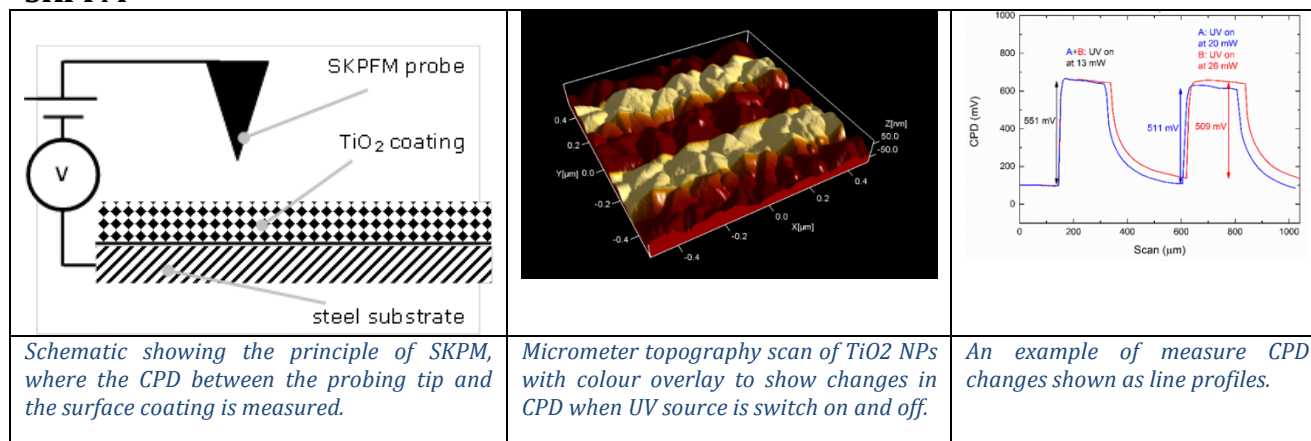 SKPFM probe
TiO₂ coating
V
steel substrate
Z[nm]
50.0
-50.0
0.4
0.2
Y[µm] 0.0
-0.2
-0.4
0.4
0.2
0.0
X[µm]
-0.2
-0.4
1000
800
600
400
200
0
CPD (mV)
A+B: UV on
at 13 mW
A: UV on
at 20 mW
B: UV on
at 26 mW
551 mV
511 mV
509 mV
0 200 400 600 800 1000
Scan (µm)
Schematic showing the principle of SKPM,
where the CPD between the probing tip and
the surface coating is measured.
Micrometer topography scan of TiO2 NPs
with colour overlay to show changes in
CPD when UV source is switch on and off.
An example of measure CPD
changes shown as line profiles.